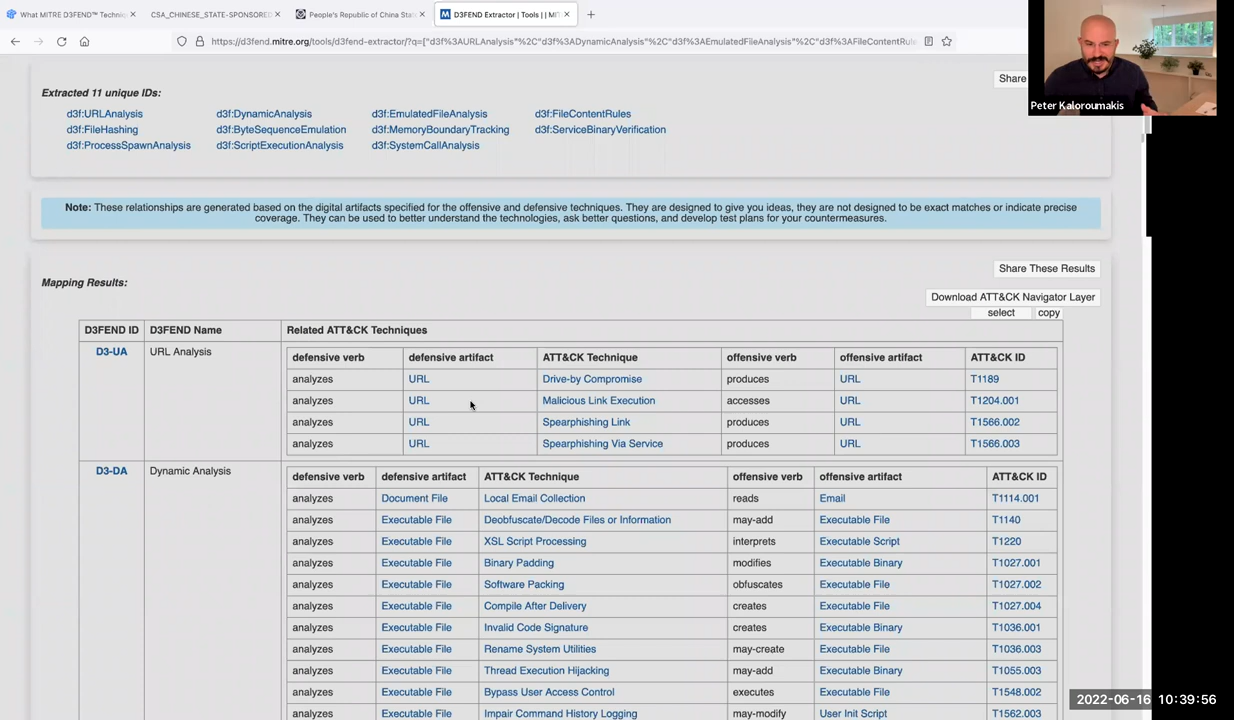 What MITRE D3FEND™ Technic
CSA_CHINESE_STATE-SPONSORED
People's Republic of China Stat
D3FEND Extractor | Tools | | MIT
https://d3fend.mitre.org/tools/d3fend-extractor/?q=["d3f%3AURLAnalysis"%2C"d3f%3ADynamicAnalysis"%2C"d3f%3AEmulatedFileAnalysis"%2C"d3f%3AFileContentRule
Peter Kaloroumakis
Share
Extracted 11 unique IDs:
d3f:URLAnalysis d3f:DynamicAnalysis d3f:EmulatedFileAnalysis d3f:FileContentRules
d3f:FileHashing d3f:ByteSequenceEmulation d3f:MemoryBoundaryTracking d3f:ServiceBinaryVerification
d3f:ProcessSpawnAnalysis d3f:ScriptExecutionAnalysis d3f:SystemCallAnalysis
Note: These relationships are generated based on the digital artifacts specified for the offensive and defensive techniques. They are designed to give you ideas, they are not designed to be exact matches or indicate precise
coverage. They can be used to better understand the technologies, ask better questions, and develop test plans for your countermeasures.
Share These Results
Mapping Results:
Download ATT&CK Navigator Layer
select copy
D3FEND ID D3FEND Name Related ATT&CK Techniques
D3-UA URL Analysis
defensive verb defensive artifact ATT&CK Technique offensive verb offensive artifact ATT&CK ID
analyzes URL Drive-by Compromise produces URL T1189
analyzes URL Malicious Link Execution accesses URL T1204.001
analyzes URL Spearphishing Link produces URL T1566.002
analyzes URL Spearphishing Via Service produces URL T1566.003
D3-DA Dynamic Analysis
defensive verb defensive artifact ATT&CK Technique offensive verb offensive artifact ATT&CK ID
analyzes Document File Local Email Collection reads Email T1114.001
analyzes Executable File Deobfuscate/Decode Files or Information may-add Executable File T1140
analyzes Executable File XSL Script Processing interprets Executable Script T1220
analyzes Executable File Binary Padding modifies Executable Binary T1027.001
analyzes Executable File Software Packing obfuscates Executable File T1027.002
analyzes Executable File Compile After Delivery creates Executable File T1027.004
analyzes Executable File Invalid Code Signature creates Executable Binary T1036.001
analyzes Executable File Rename System Utilities may-create Executable File T1036.003
analyzes Executable File Thread Execution Hijacking may-add Executable Binary T1055.003
analyzes Executable File Bypass User Access Control executes Executable File T1548.002
analyzes Executable File Impair Command History Logging may-modify User Init Script T1562.003
2022-06-16 10:39:56